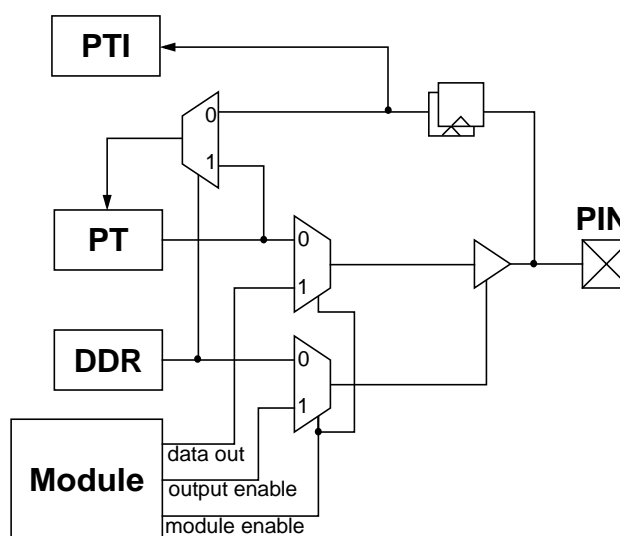 PTI
0
1
PT
PIN
0
1
DDR
0
1
Module
data out
output enable
module enable